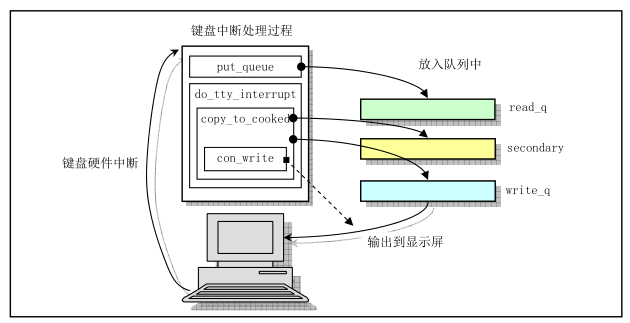 键盘中断处理过程
put_queue
放入队列中
do_tty_interrupt
read_q
copy_to_cooked
secondary
键盘硬件中断
con_write
write_q
输出到显示屏